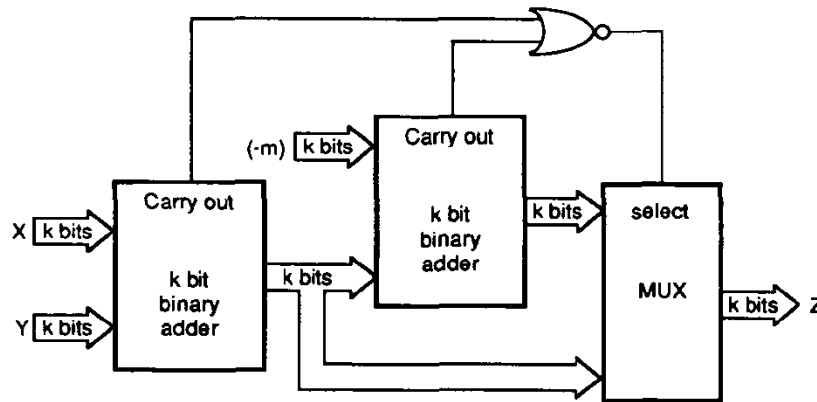 Carry out
(-m)
k bits
k bit
binary
adder
k bits
select
MUX
k bits
Z
X
k bits
Y
k bits
Carry out
k bit
binary
adder
k bits